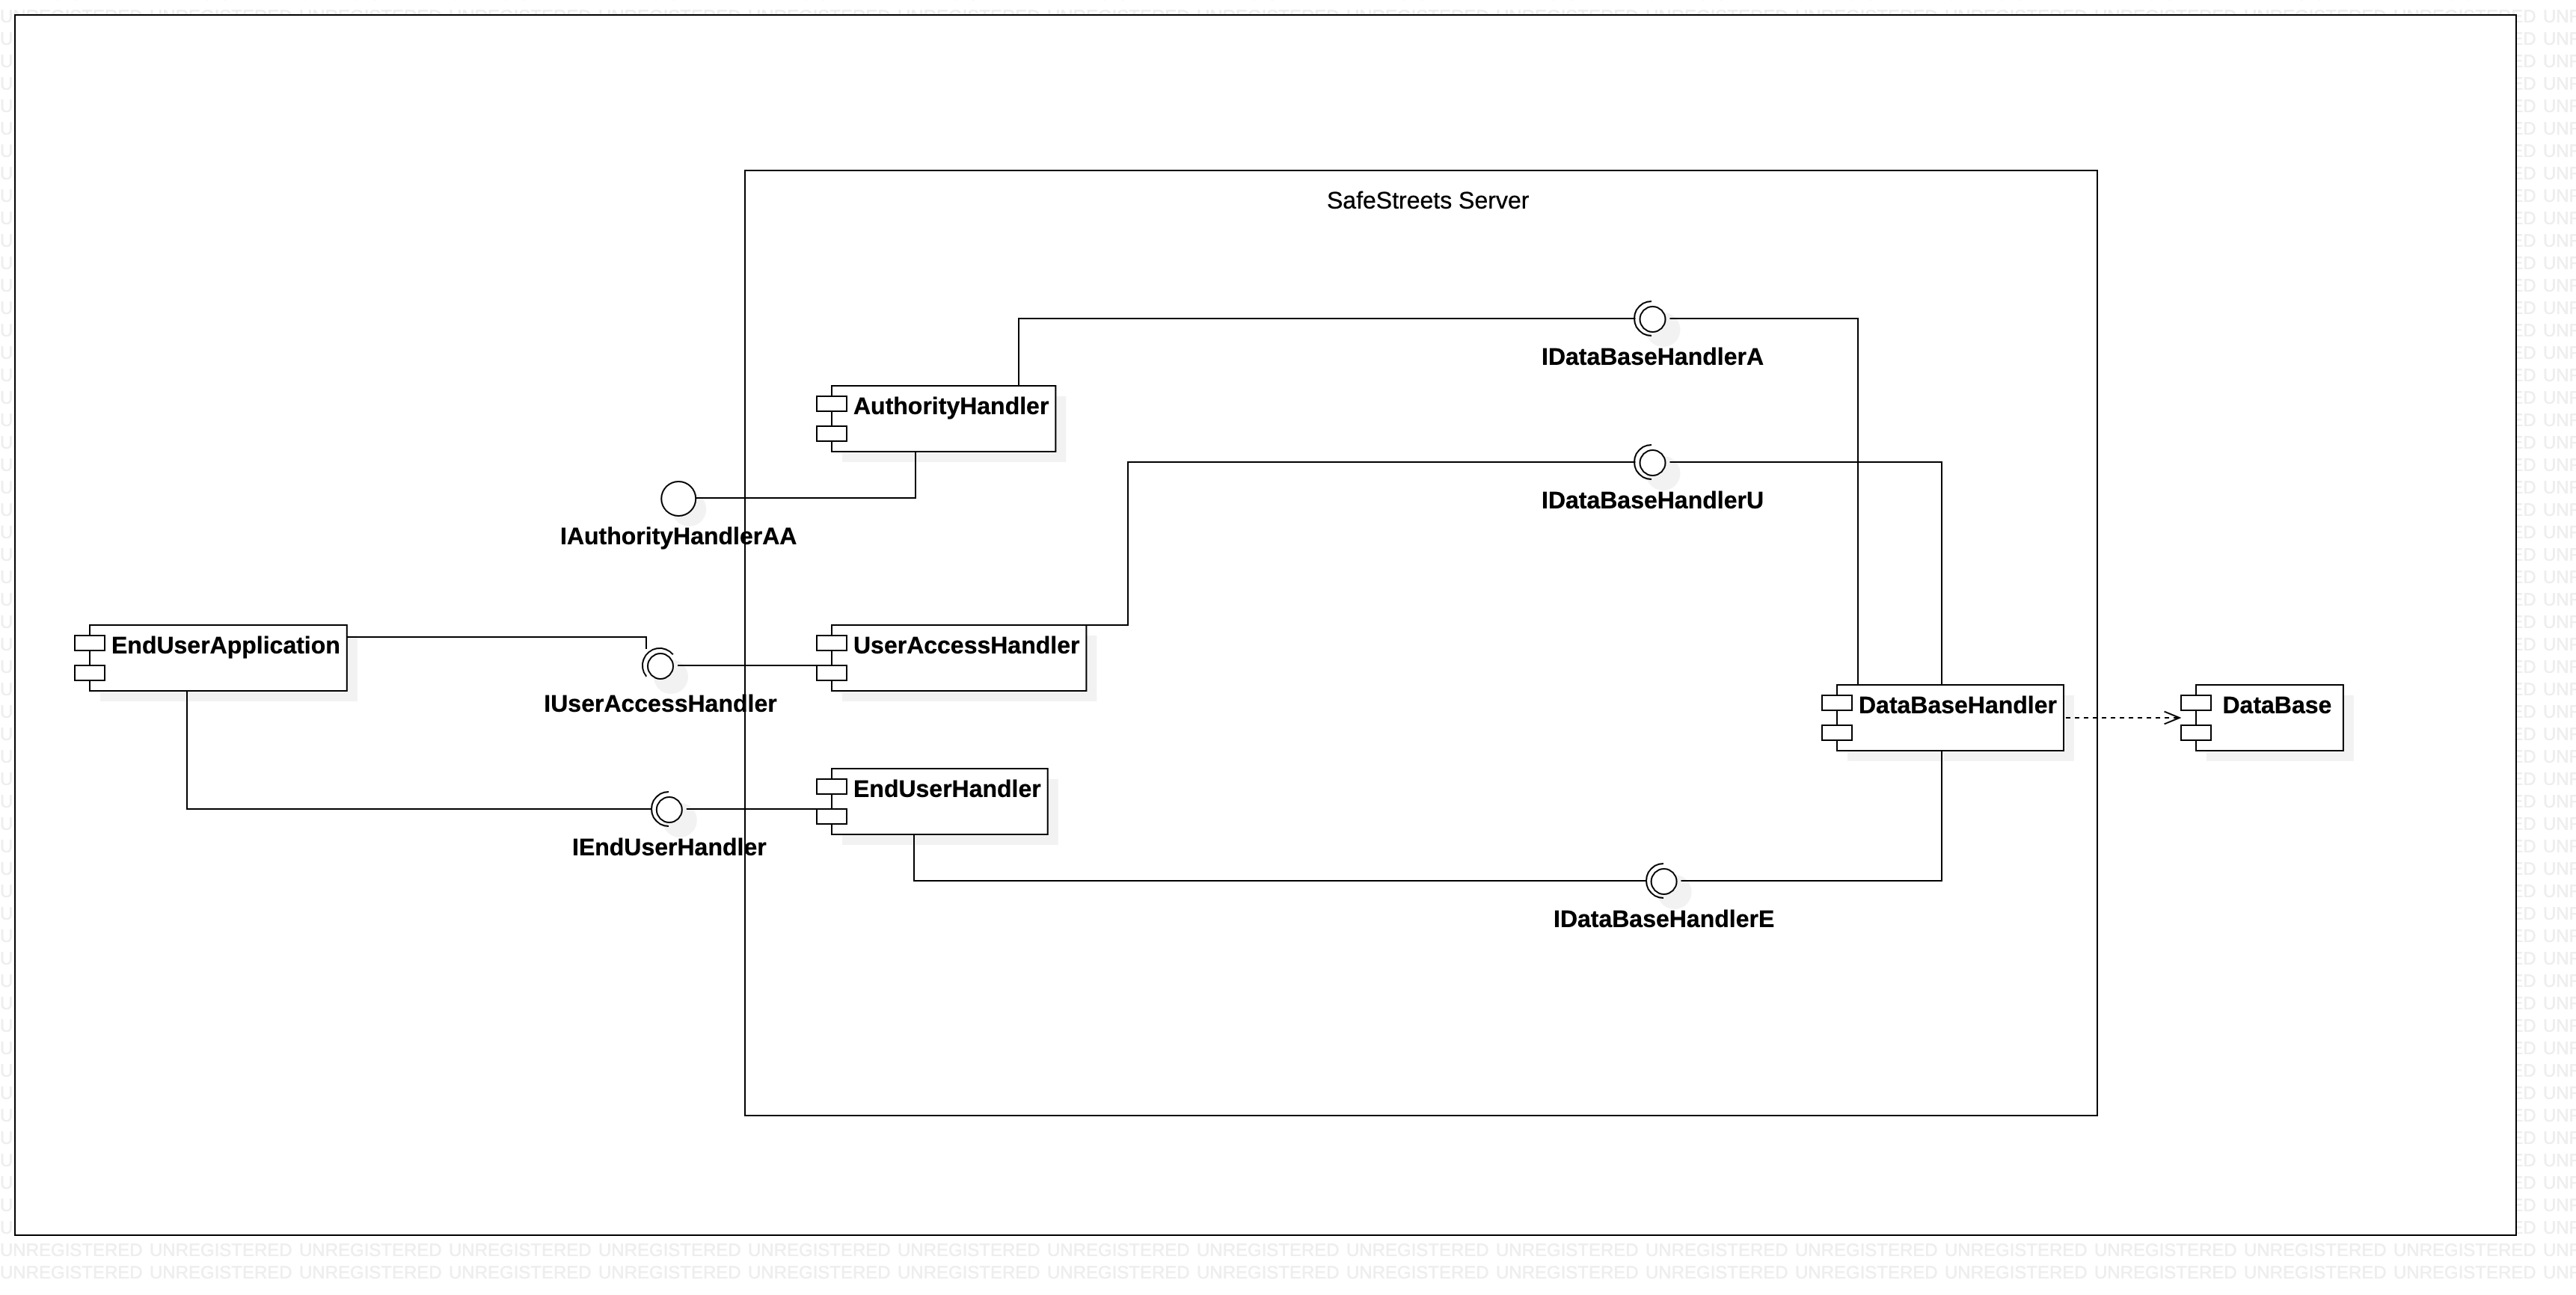 SafeStreets Server
IDataBaseHandlerA
AuthorityHandler
IDataBaseHandlerU
IAuthorityHandlerAA
EndUserApplication
UserAccessHandler
IUserAccessHandler
DataBaseHandler
DataBase
EndUserHandler
IEndUserHandler
IDataBaseHandlerE
UNREGISTERED UNREGISTERED UNREGISTERED UNREGISTERED UNREGISTERED UNREGISTERED UNREGISTERED UNREGISTERED UNREGISTERED UNREGISTERED UNREGISTERED UNREGISTERED UNREGISTERED UNREGISTERED UNREGISTERED UNREGISTERED UNREGISTERED
UNREGISTERED UNREGISTERED UNREGISTERED UNREGISTERED UNREGISTERED UNREGISTERED UNREGISTERED UNREGISTERED UNREGISTERED UNREGISTERED UNREGISTERED UNREGISTERED UNREGISTERED UNREGISTERED UNREGISTERED UNREGISTERED UNREGISTERED